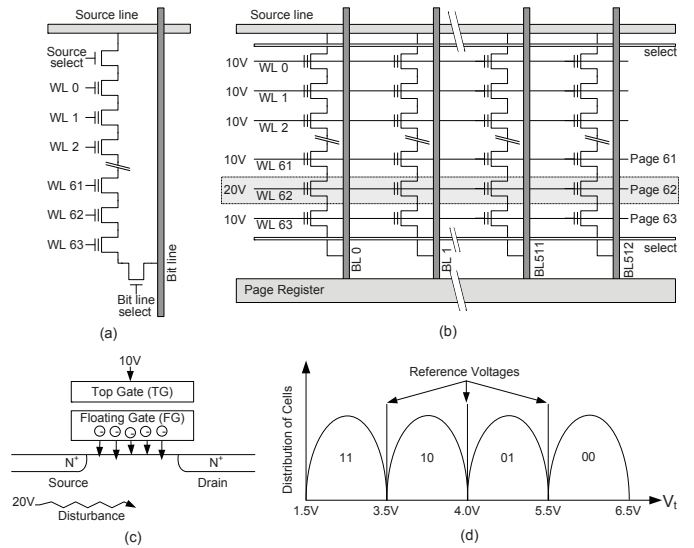 Source line
Source select
WL 0
WL 1
WL 2
WL 61
WL 62
WL 63
Bit line select
Bit line
(a)
Source line
select
10V WL 0
10V WL 1
10V WL 2
10V WL 61 Page 61
20V WL 62 Page 62
10V WL 63 Page 63
select
BL 0
BL 1
BL511
BL512
Page Register
(b)
10V
Top Gate (TG)
Floating Gate (FG)
- - - - -
N+ N+
Source Drain
20V
Disturbance
(c)
Reference Voltages
Distribution of Cells
11 10 01 00
1.5V 3.5V 4.0V 5.5V 6.5V Vt
(d)